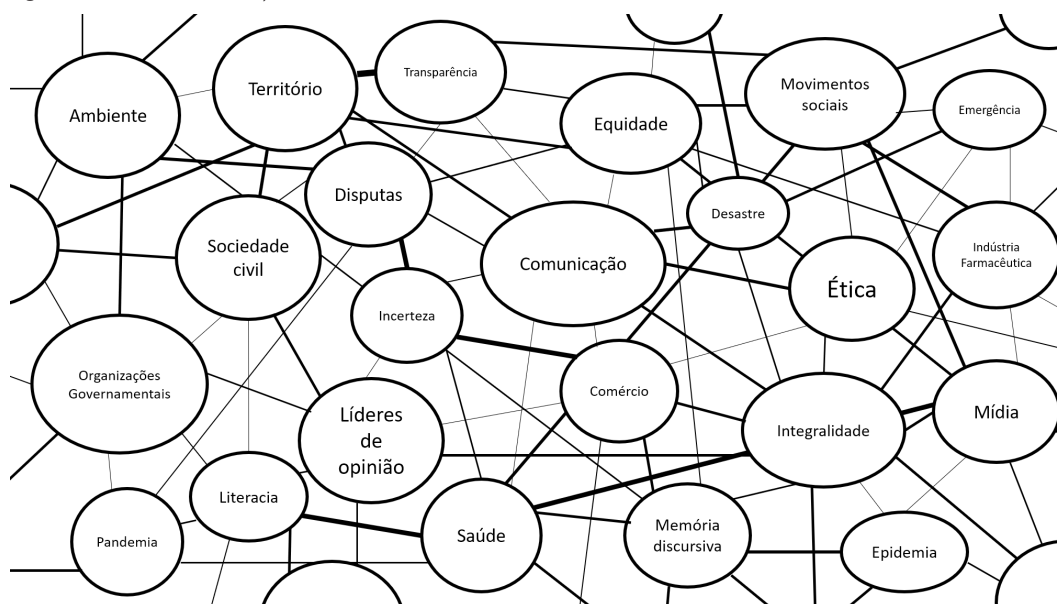 Transparência
Território
Movimentos
sociais
Ambiente
Equidade
Emergência
Disputas
Desastre
Sociedade
civil
Comunicação
Indústria
Farmacêutica
Ética
Incerteza
Organizações
Governamentais
Comércio
Mídia
Líderes
de
opinião
Integralidade
Literacia
Saúde
Memória
discursiva
Pandemia
Epidemia